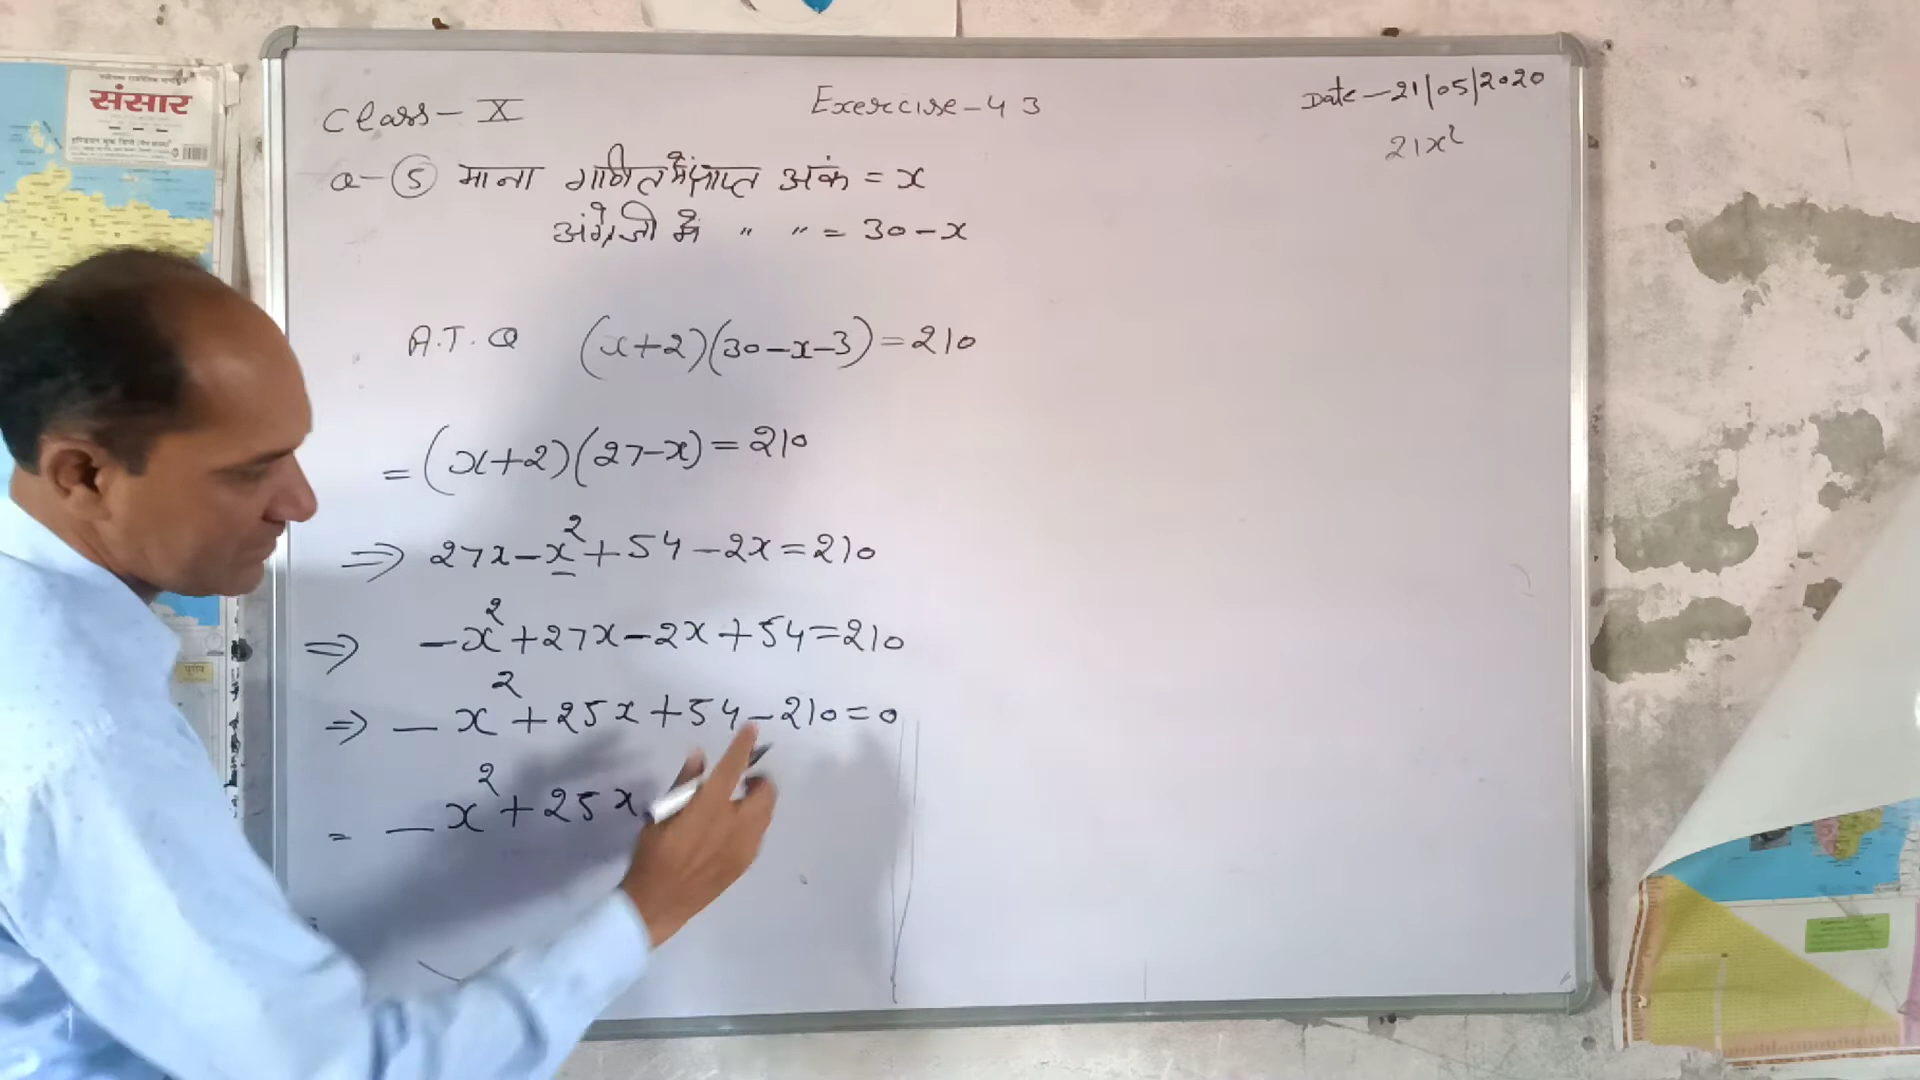 संसार
Class - X
Exercise - 4 3
Date - 21/05/2020
21x²
Q - ⑤ माना गणित में प्राप्त अंक = x
अंग्रेजी में " " = 30 - x
A.T.Q (x+2)(30-x-3)=210
= (x+2)(27-x)=210
⇒ 27x-x²+54-2x=210
⇒ -x²+27x-2x+54=210
⇒ -x²+25x+54-210=0
= -x²+25x